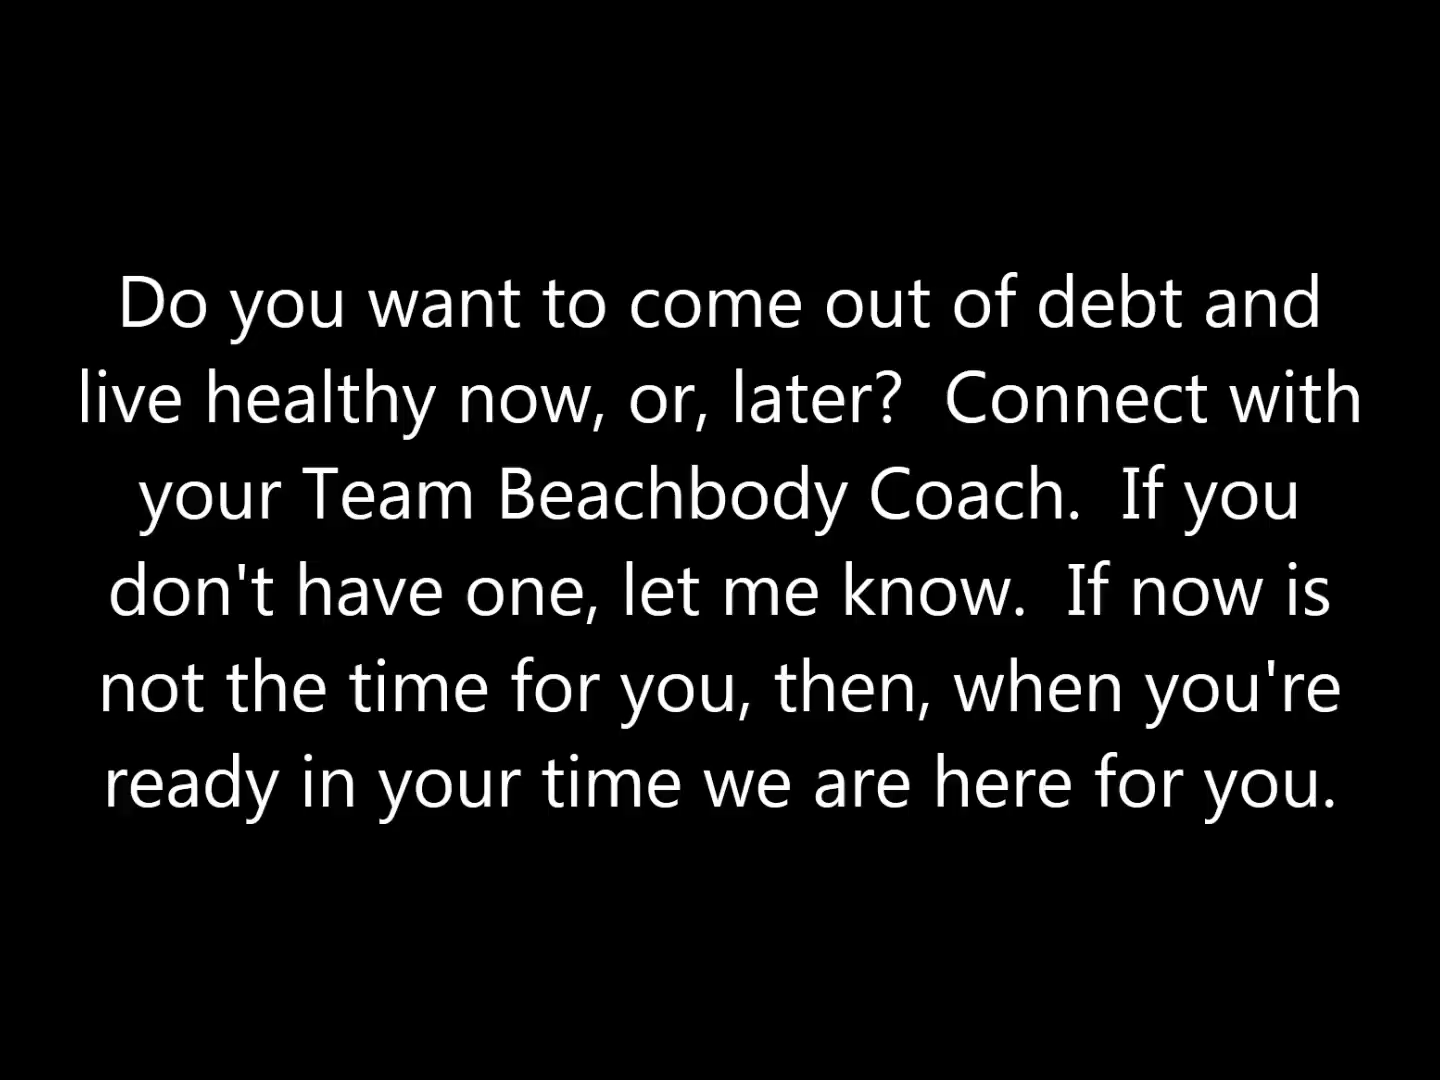 Do you want to come out of debt and
live healthy now, or, later?  Connect with
your Team Beachbody Coach.  If you
don't have one, let me know.  If now is
not the time for you, then, when you're
ready in your time we are here for you.